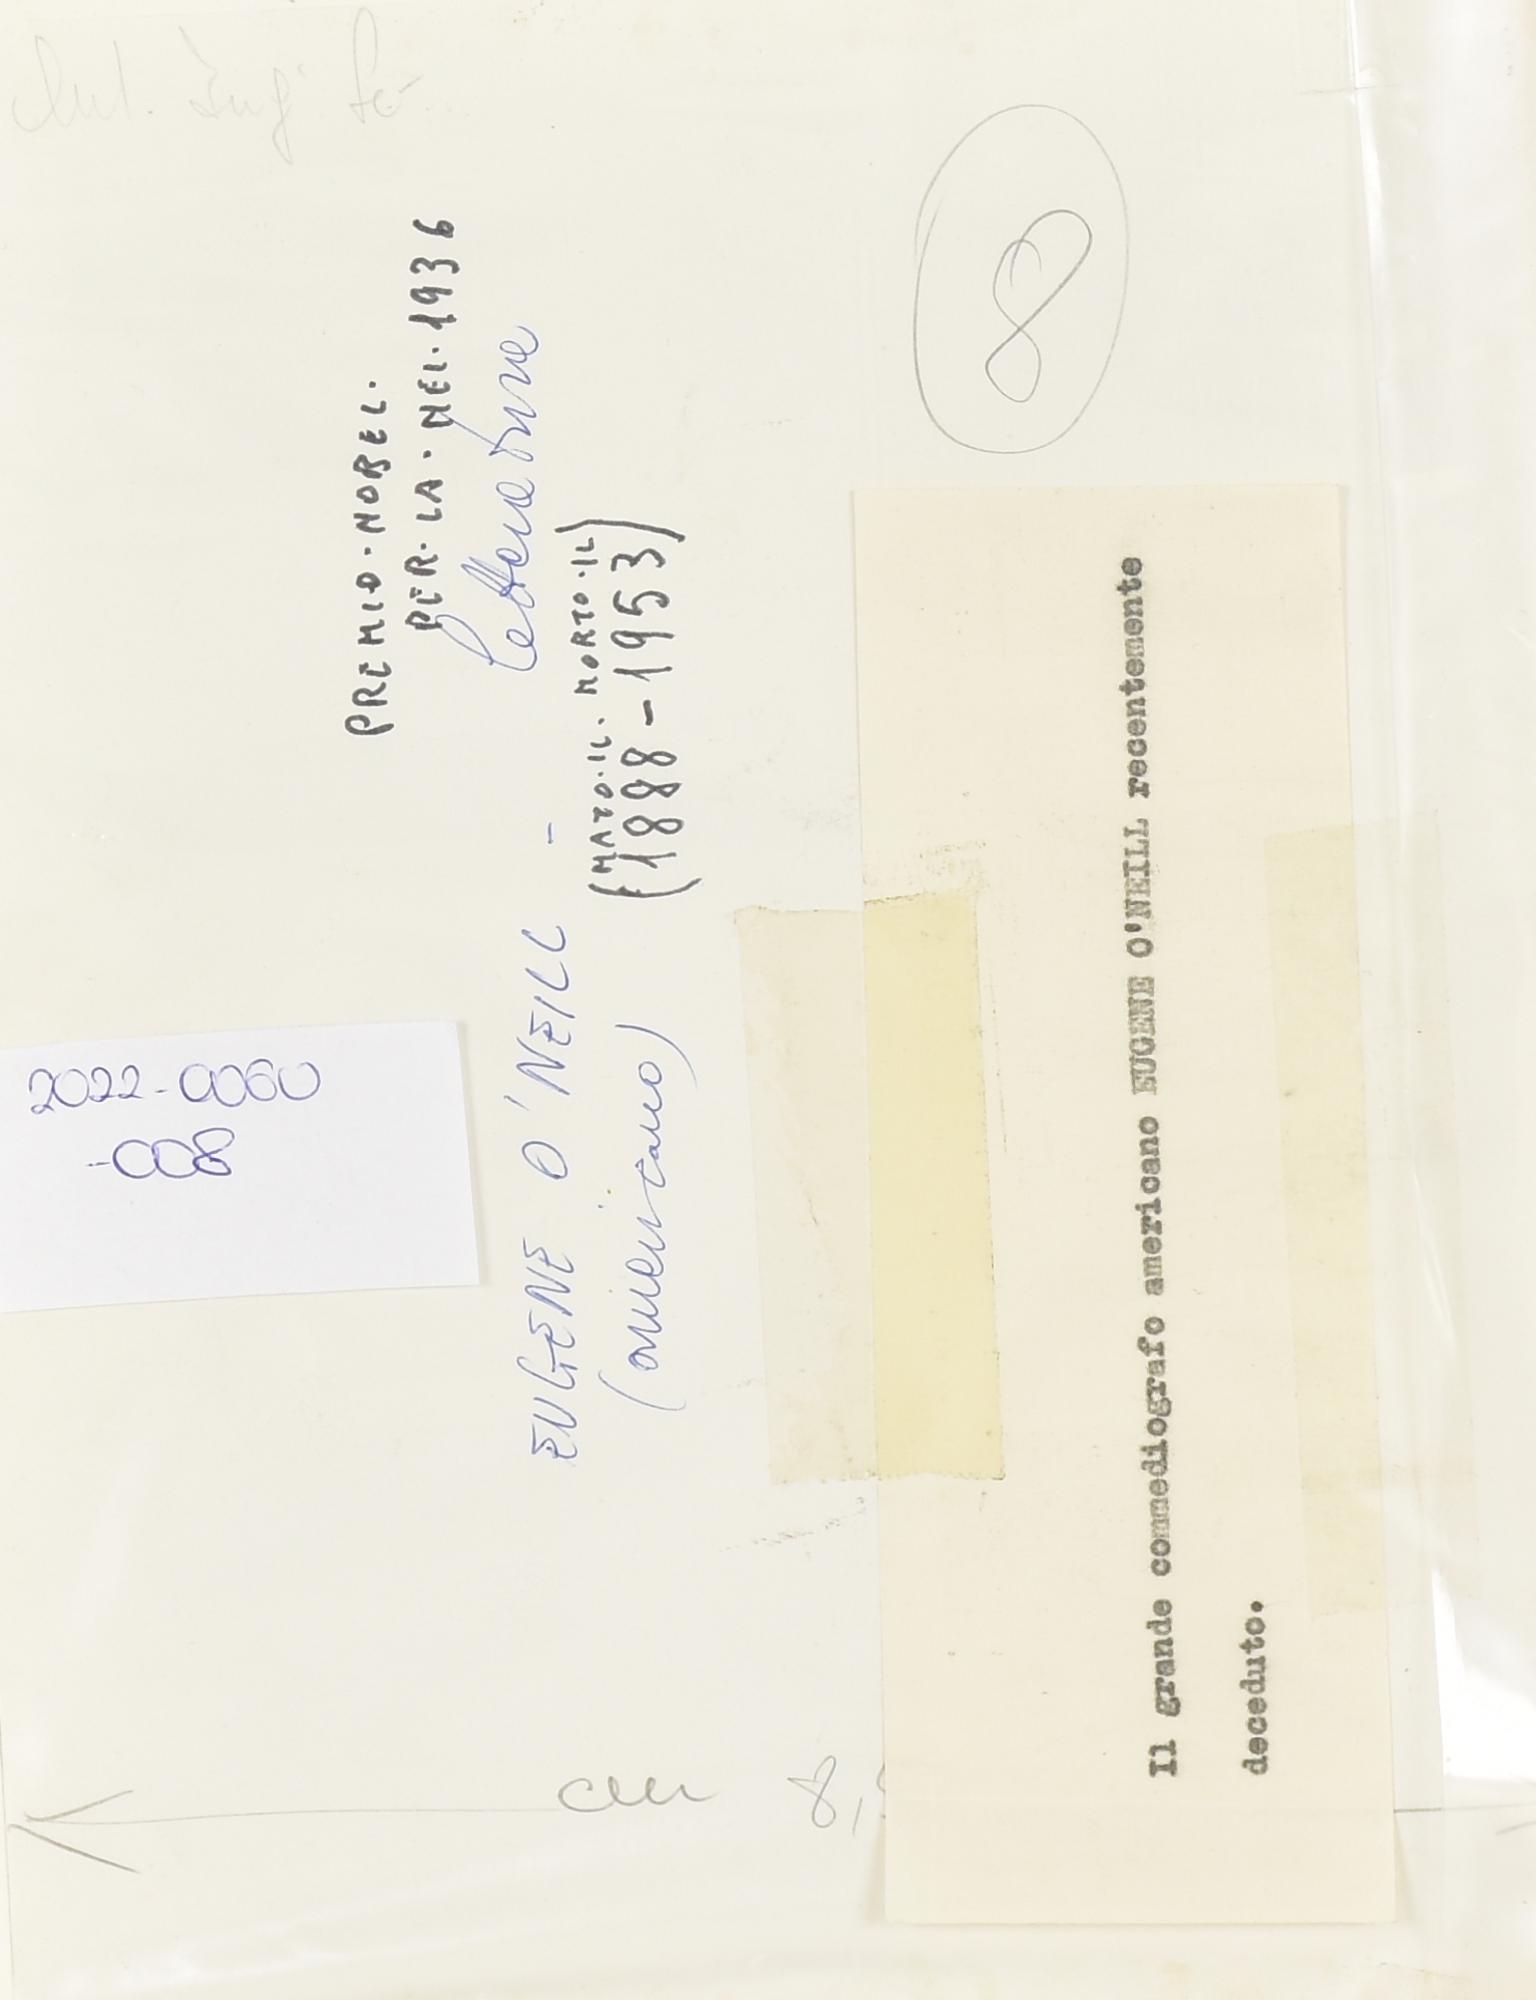 2022-0060
-008
PREMIO·NOBEL·
PER·LA·NEL·1936
letteratura
EUGENE O'NEILL -
(americano)
(NATO·IL· MORTO·IL)
(1888-1953)
8
Il grande commediografo americano EUGENE O'NEILL recentemente
deceduto.
cm 8,